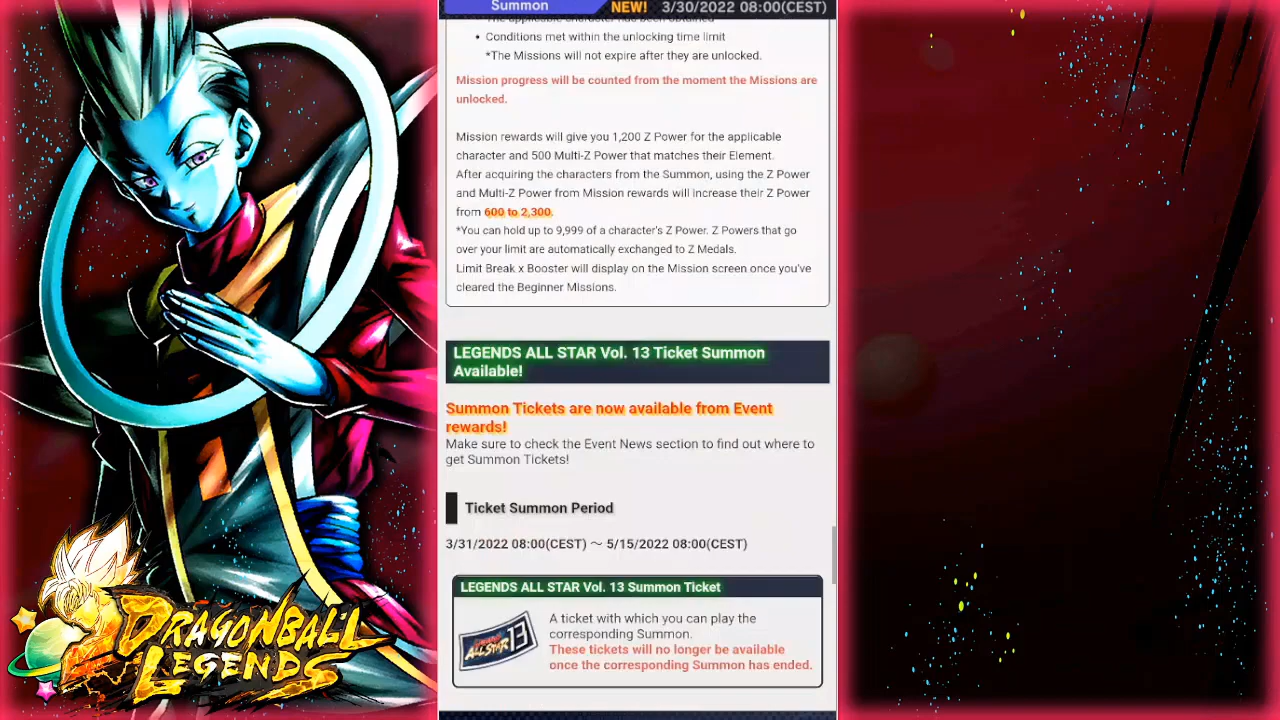 Summon
NEW! 3/30/2022 08:00(CEST)
The applicable character has been obtained
• Conditions met within the unlocking time limit
*The Missions will not expire after they are unlocked.
Mission progress will be counted from the moment the Missions are
unlocked.
Mission rewards will give you 1,200 Z Power for the applicable
character and 500 Multi-Z Power that matches their Element.
After acquiring the characters from the Summon, using the Z Power
and Multi-Z Power from Mission rewards will increase their Z Power
from 600 to 2,300.
*You can hold up to 9,999 of a character's Z Power. Z Powers that go
over your limit are automatically exchanged to Z Medals.
Limit Break x Booster will display on the Mission screen once you've
cleared the Beginner Missions.
LEGENDS ALL STAR Vol. 13 Ticket Summon
Available!
Summon Tickets are now available from Event
rewards!
Make sure to check the Event News section to find out where to
get Summon Tickets!
Ticket Summon Period
3/31/2022 08:00(CEST) ～ 5/15/2022 08:00(CEST)
LEGENDS ALL STAR Vol. 13 Summon Ticket
LEGENDS
ALL STAR 13
A ticket with which you can play the
corresponding Summon.
These tickets will no longer be available
once the corresponding Summon has ended.
DRAGONBALL
LEGENDS